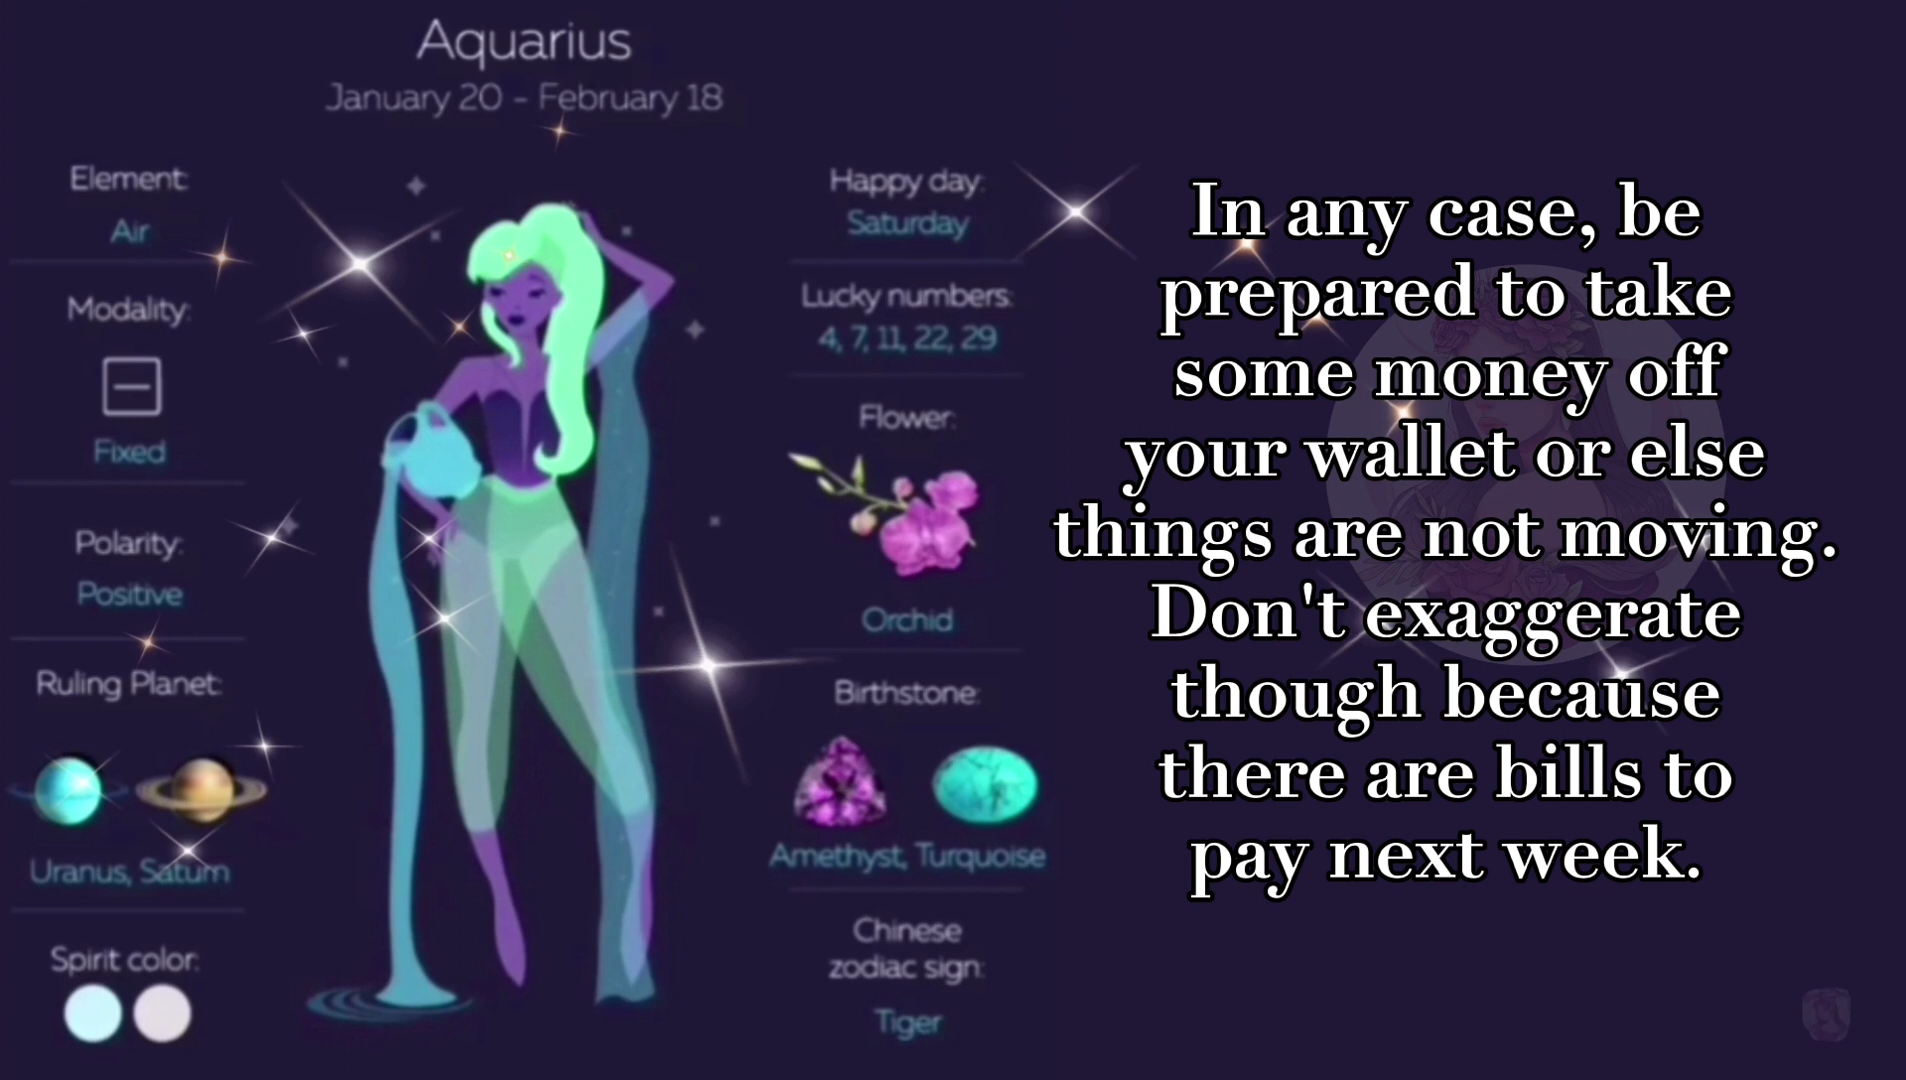 Aquarius
January 20 - February 18
Element:
Air
Modality:
Fixed
Polarity:
Positive
Ruling Planet:
Uranus, Saturn
Spirit color:
Happy day:
Saturday
Lucky numbers:
4, 7, 11, 22, 29
Flower:
Orchid
Birthstone:
Amethyst, Turquoise
Chinese
zodiac sign:
Tiger
In any case, be
prepared to take
some money off
your wallet or else
things are not moving.
Don't exaggerate
though because
there are bills to
pay next week.